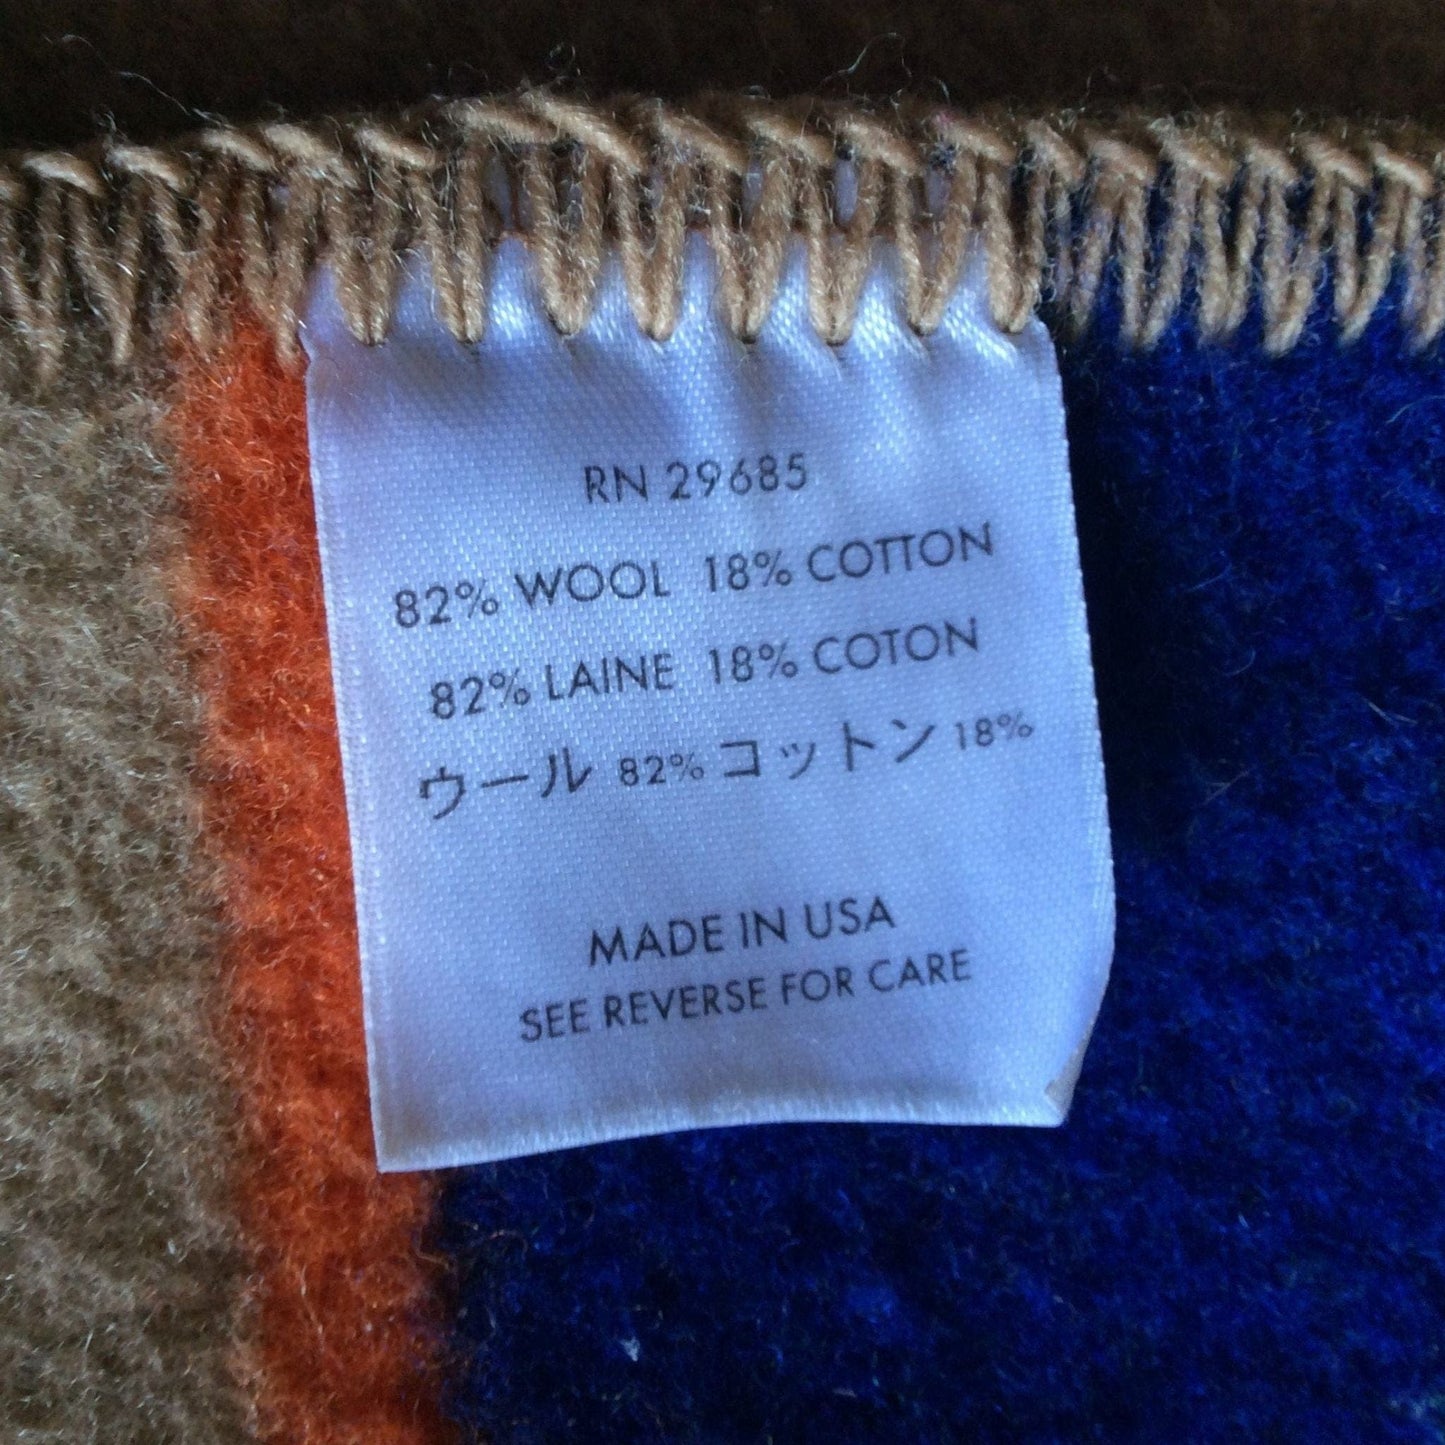 RN 29685
82% WOOL 18% COTTON
82% LAINE 18% COTON
ウール 82% コットン 18%
MADE IN USA
SEE REVERSE FOR CARE